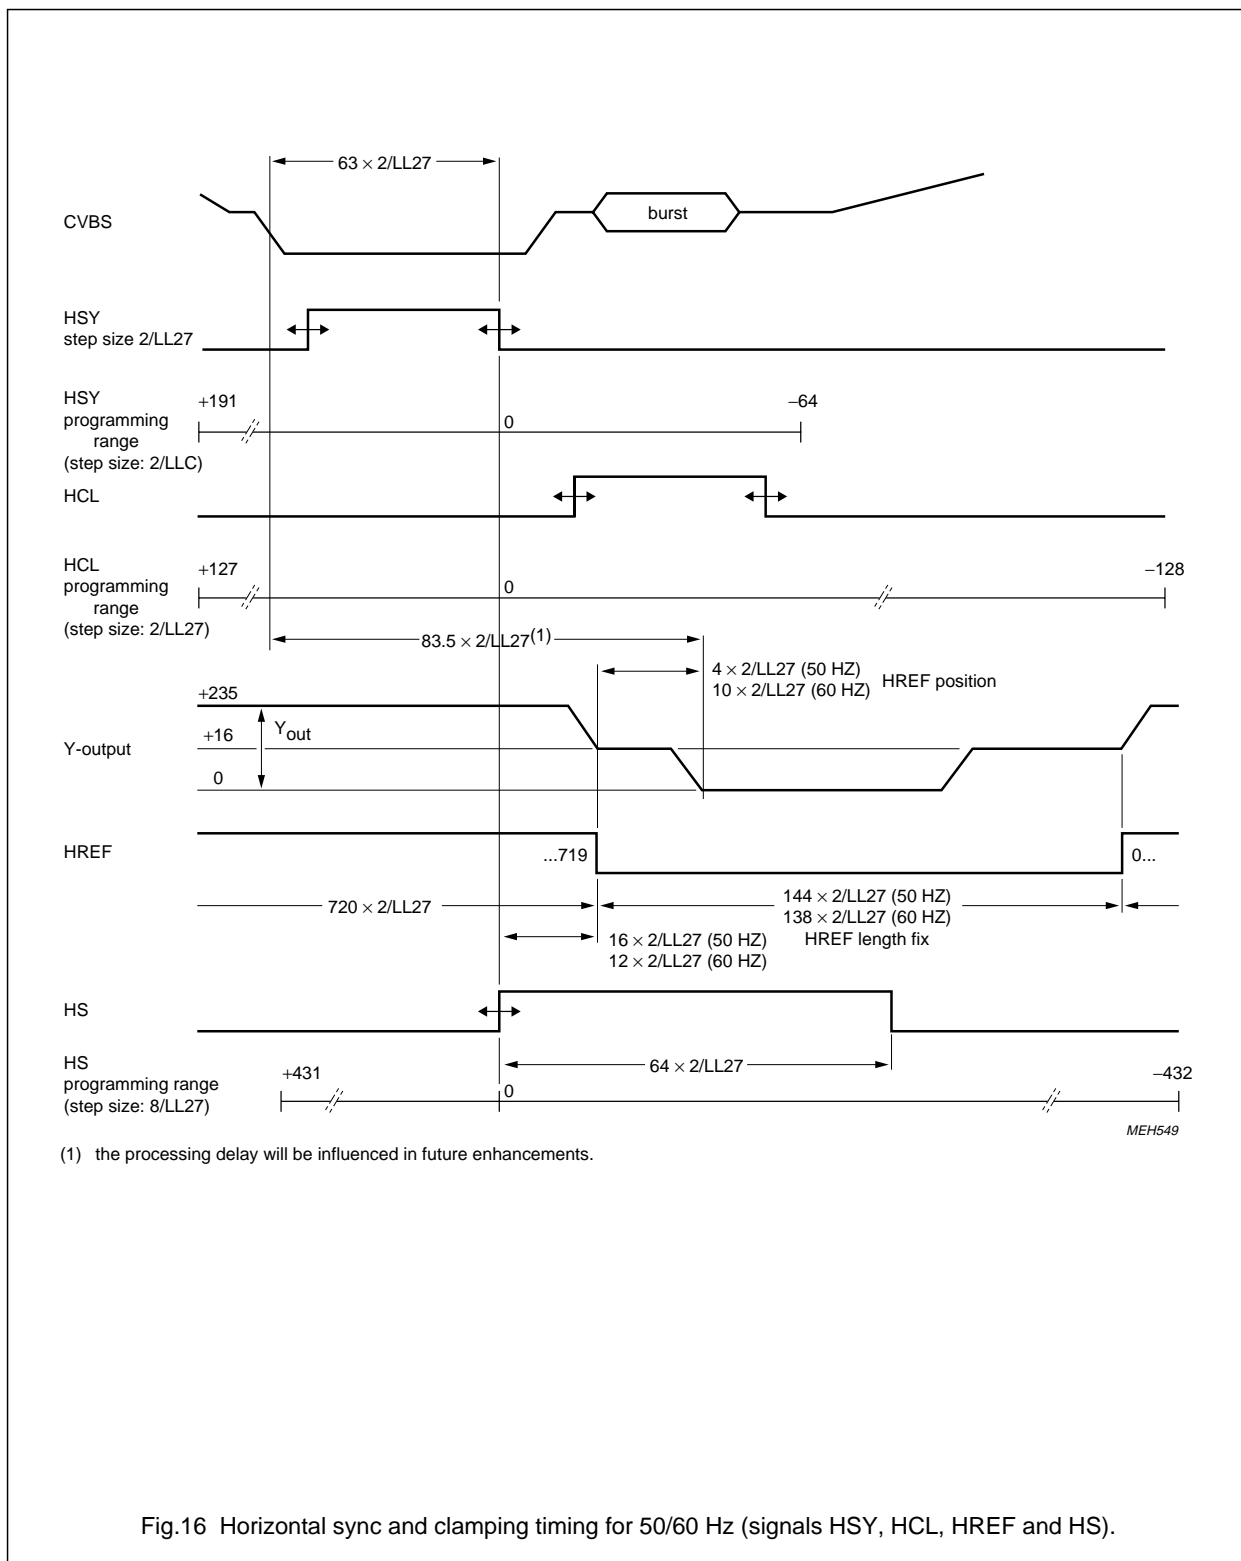 63 × 2/LL27
CVBS
burst
HSY
step size 2/LL27
HSY
programming
range
(step size: 2/LLC)
+191
0
−64
HCL
HCL
programming
range
(step size: 2/LL27)
+127
0
−128
83.5 × 2/LL27(1)
4 × 2/LL27 (50 HZ)
10 × 2/LL27 (60 HZ)
HREF position
+235
+16
0
Yout
Y-output
HREF
...719
0...
720 × 2/LL27
144 × 2/LL27 (50 HZ)
138 × 2/LL27 (60 HZ)
HREF length fix
16 × 2/LL27 (50 HZ)
12 × 2/LL27 (60 HZ)
HS
64 × 2/LL27
HS
programming range
(step size: 8/LL27)
+431
0
−432
MEH549
(1) the processing delay will be influenced in future enhancements.
Fig.16 Horizontal sync and clamping timing for 50/60 Hz (signals HSY, HCL, HREF and HS).